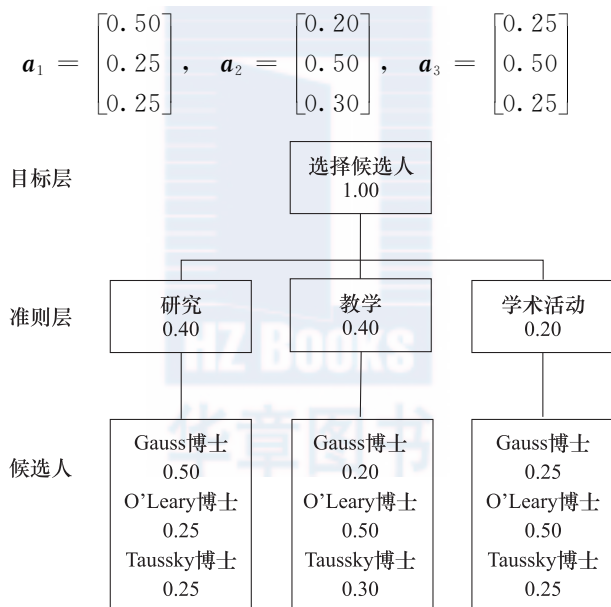 a₁ = [0.50 0.25 0.25], a₂ = [0.20 0.50 0.30], a₃ = [0.25 0.50 0.25]
目标层
选择候选人
1.00
准则层
研究
0.40
教学
0.40
学术活动
0.20
HZ BOOKS
华章图书
候选人
Gauss博士
0.50
O'Leary博士
0.25
Taussky博士
0.25
Gauss博士
0.20
O'Leary博士
0.50
Taussky博士
0.30
Gauss博士
0.25
O'Leary博士
0.50
Taussky博士
0.25